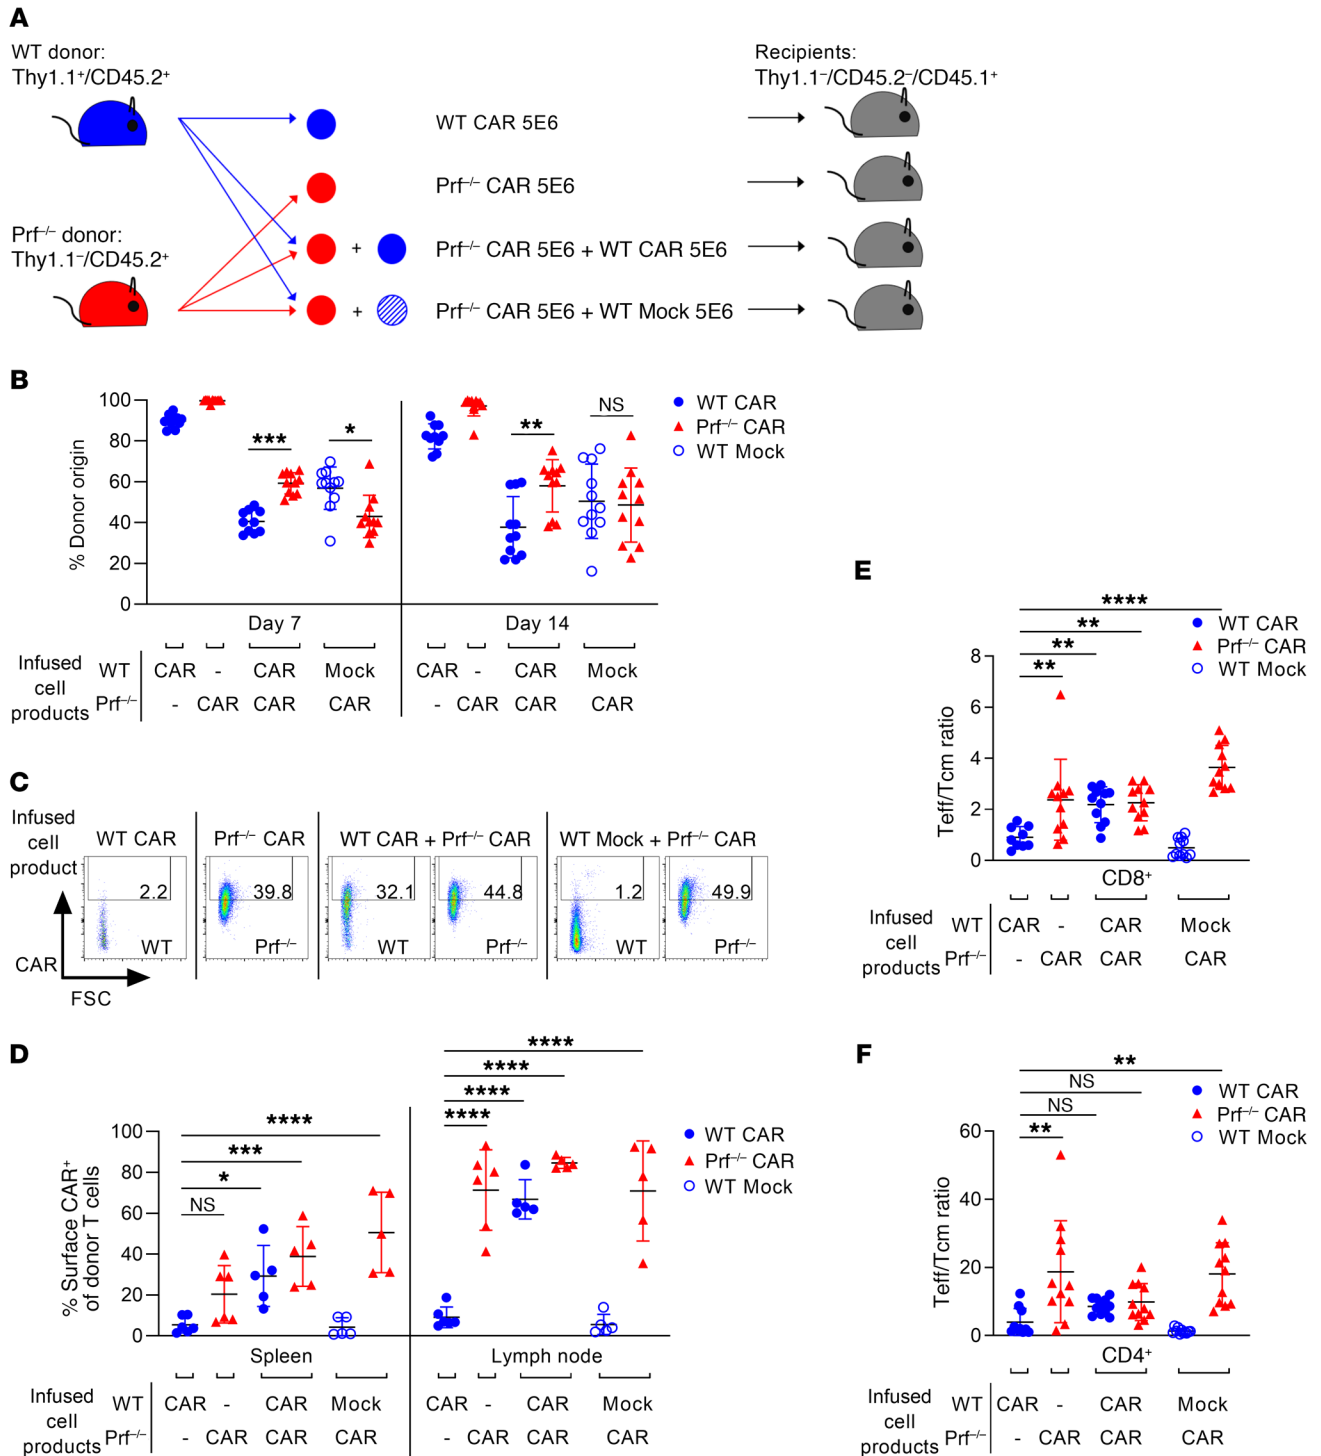 A
WT donor:
Thy1.1⁺/CD45.2⁺
Recipients:
Thy1.1⁻/CD45.2⁻/CD45.1⁺
WT CAR 5E6
Prf⁻/⁻ CAR 5E6
Prf⁻/⁻ donor:
Thy1.1⁻/CD45.2⁺
+ Prf⁻/⁻ CAR 5E6 + WT CAR 5E6
+ Prf⁻/⁻ CAR 5E6 + WT Mock 5E6
B
% Donor origin
100
80
60
40
20
0
*** * ** NS
WT CAR
Prf⁻/⁻ CAR
WT Mock
Day 7 Day 14
Infused cell products
WT CAR - CAR Mock CAR - CAR Mock
Prf⁻/⁻ - CAR CAR CAR - CAR CAR CAR
C
Infused cell product
WT CAR Prf⁻/⁻ CAR WT CAR + Prf⁻/⁻ CAR WT Mock + Prf⁻/⁻ CAR
2.2 39.8 32.1 44.8 1.2 49.9
WT Prf⁻/⁻ WT Prf⁻/⁻ WT Prf⁻/⁻
CAR
FSC
D
% Surface CAR⁺
of donor T cells
100
80
60
40
20
0
NS * *** **** **** **** **** ****
WT CAR
Prf⁻/⁻ CAR
WT Mock
Spleen Lymph node
Infused cell products
WT CAR - CAR Mock CAR - CAR Mock
Prf⁻/⁻ - CAR CAR CAR - CAR CAR CAR
E
Teff/Tcm ratio
8
6
4
2
0
****
**
**
**
WT CAR
Prf⁻/⁻ CAR
WT Mock
CD8⁺
Infused cell products
WT CAR - CAR Mock
Prf⁻/⁻ - CAR CAR CAR
F
Teff/Tcm ratio
60
40
20
0
**
NS
NS
**
WT CAR
Prf⁻/⁻ CAR
WT Mock
CD4⁺
Infused cell products
WT CAR - CAR Mock
Prf⁻/⁻ - CAR CAR CAR